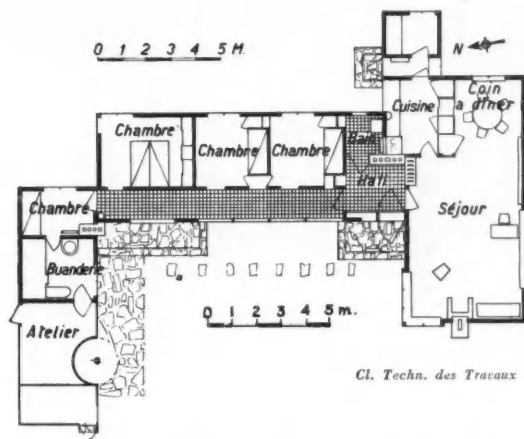 0 1 2 3 4 5 M.
N
Coin
à dîner
Cuisine
Chambre
Chambre
Chambre
Bain
Hall
Chambre
Séjour
Buanderie
Atelier
0 1 2 3 4 5 m.
Cl. Techn. des Travaux